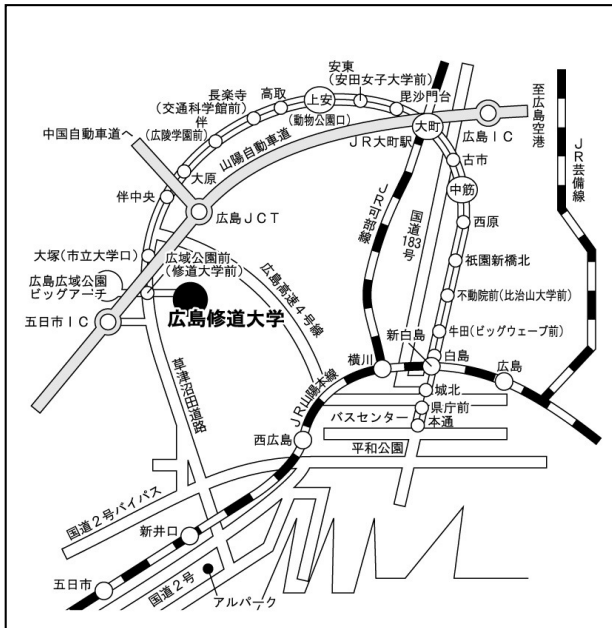 安東
(安田女子大学前)
毘沙門台
上安
(動物公園口)
高取
長楽寺
(交通科学館前)
伴
(広陵学園前)
中国自動車道へ
山陽自動車道
大原
伴中央
広島JCT
JR大町駅
大町
広島IC
至広島空港
JR芸備線
古市
中筋
西原
国道
183
号
JR可部線
祇園新橋北
不動院前(比治山大学前)
牛田(ビッグウェーブ前)
大塚(市立大学口)
広域公園前
(修道大学前)
広島広域公園
ビッグアーチ
広島修道大学
五日市IC
広島高速4号線
草津沼田道路
新白島
白島
横川
広島
JR山陽本線
城北
県庁前
バスセンター
本通
西広島
平和公園
国道2号バイパス
新井口
五日市
国道2号
アルパーク